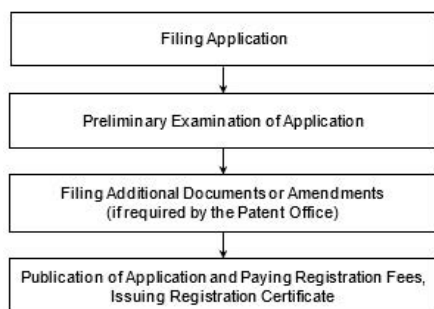 Filing Application
Preliminary Examination of Application
Filing Additional Documents or Amendments
(if required by the Patent Office)
Publication of Application and Paying Registration Fees,
Issuing Registration Certificate